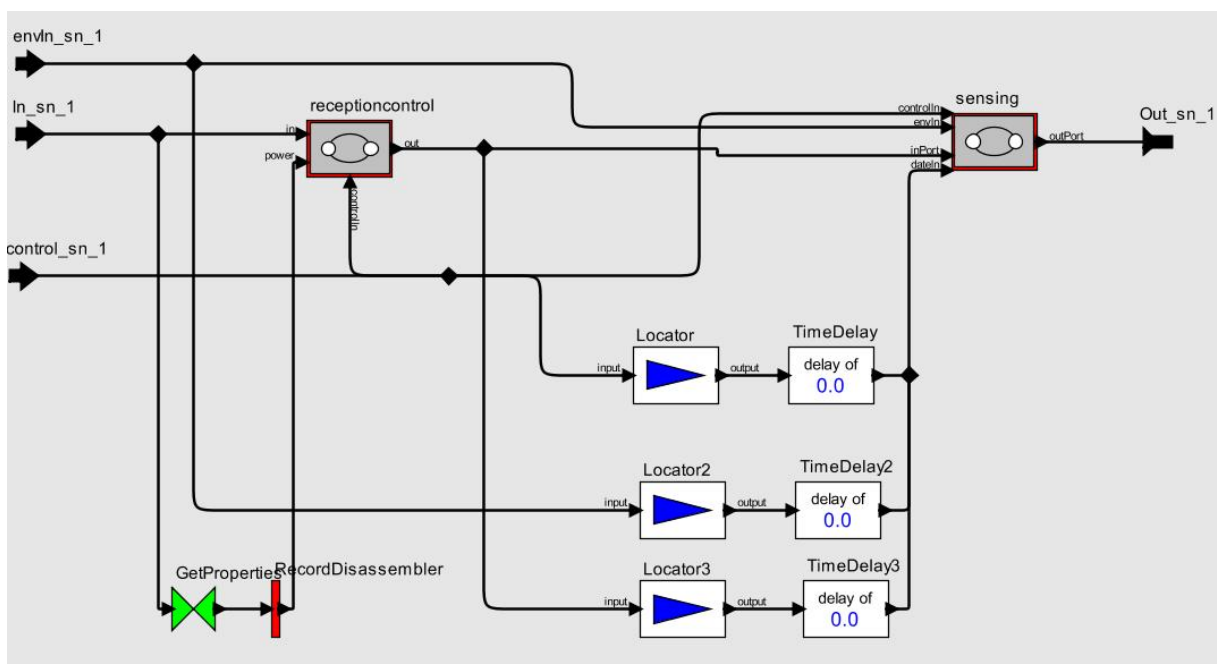 envIn_sn_1
In_sn_1
receptioncontrol
in
power
out
controlIn
control_sn_1
sensing
controlIn
envIn
inPort
dateIn
outPort
Out_sn_1
Locator
input
output
TimeDelay
delay of
0.0
Locator2
input
output
TimeDelay2
delay of
0.0
GetProperties
RecordDisassembler
Locator3
input
output
TimeDelay3
delay of
0.0